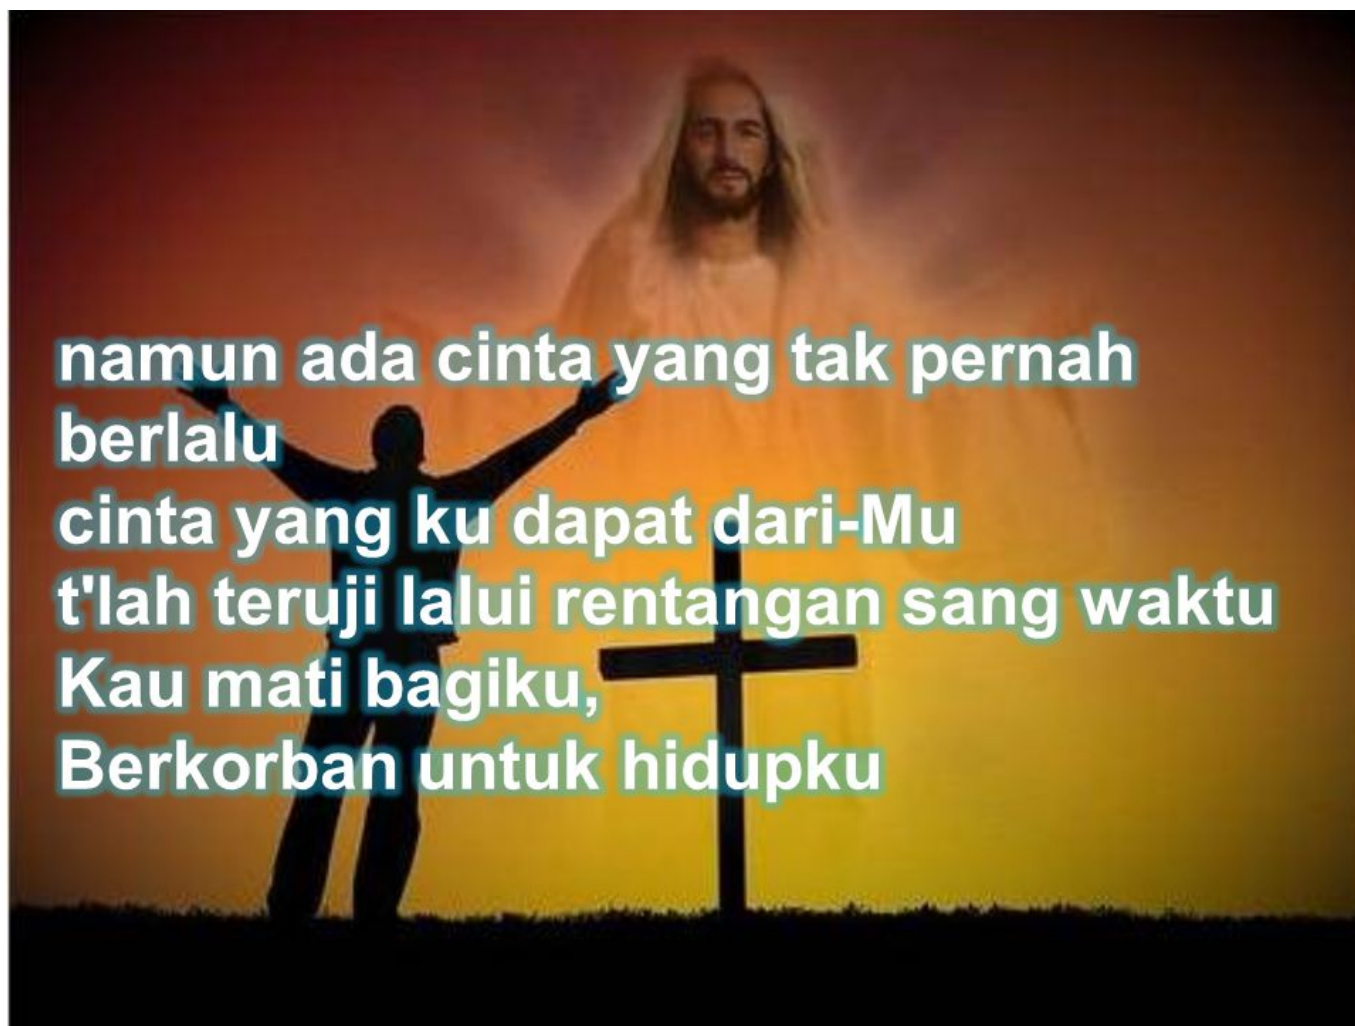 namun ada cinta yang tak pernah
berlalu
cinta yang ku dapat dari-Mu
t'lah teruji lalui rentangan sang waktu
Kau mati bagiku,
Berkorban untuk hidupku